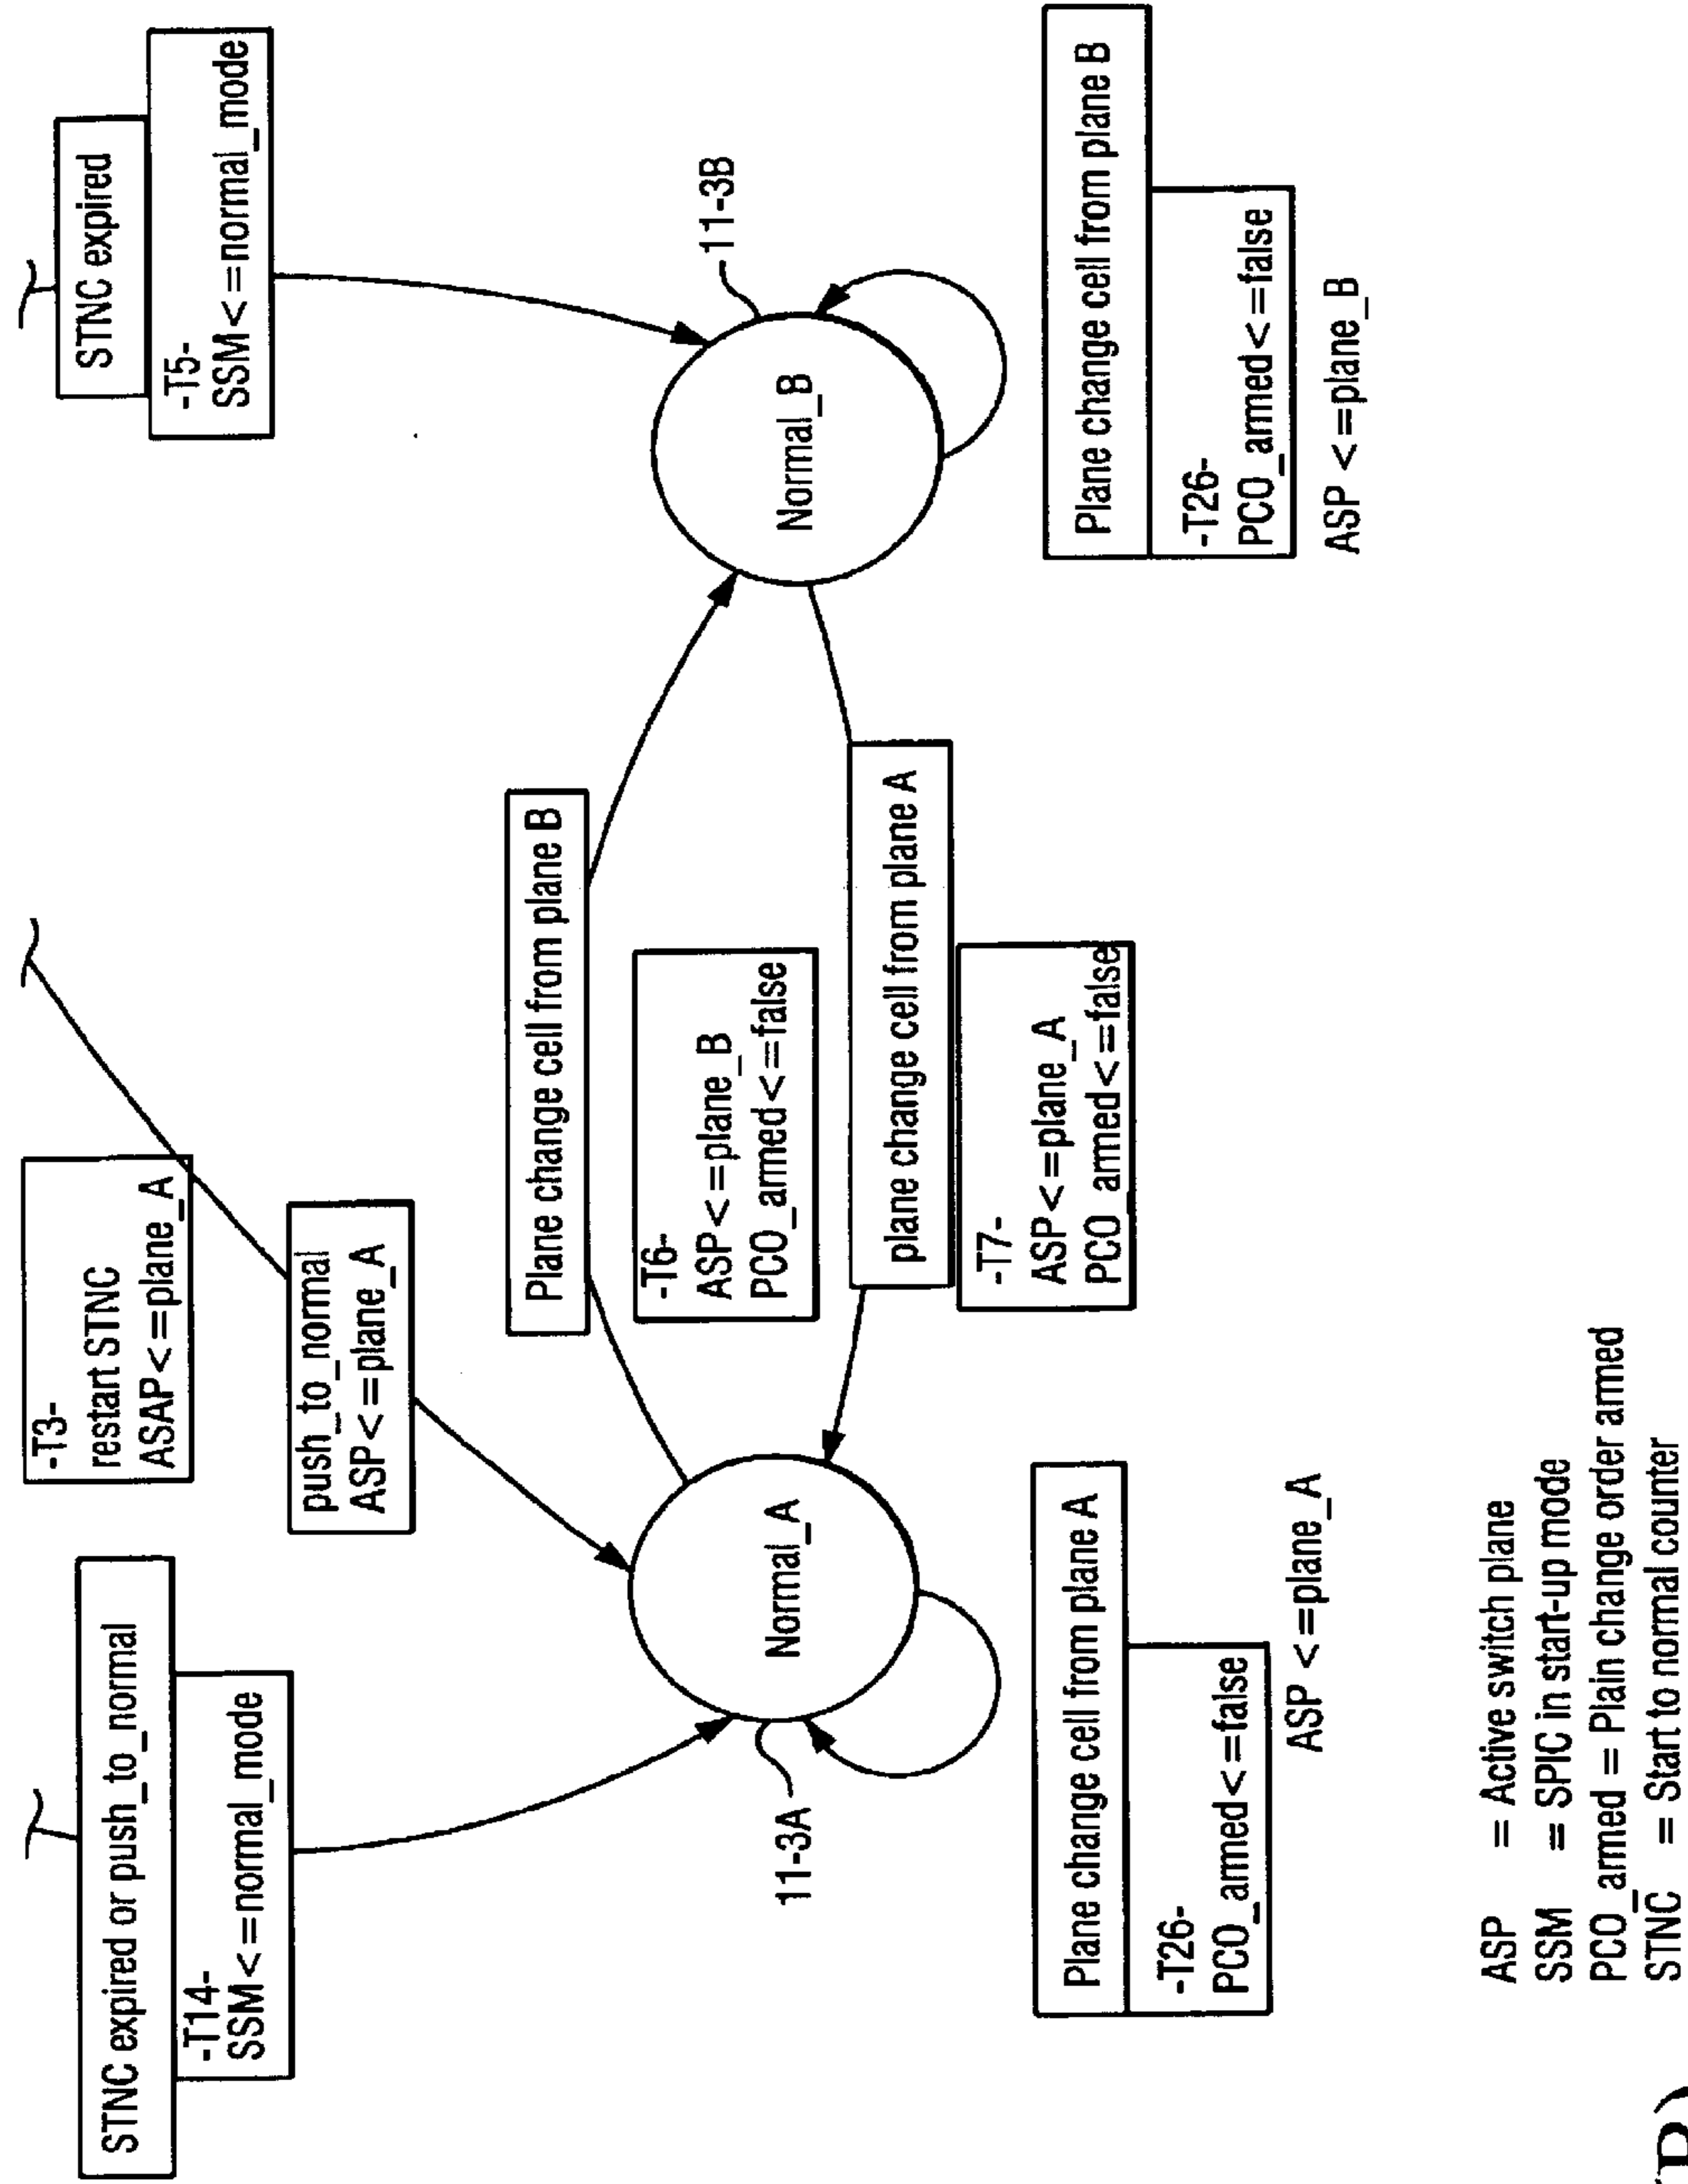 STNC expired or push_to_normal
-T14-
SSM<=normal_mode
-T3-
restart STNC
ASAP<=plane_A
push_to_normal
ASP<=plane_A
STNC expired
-T5-
SSM<=normal_mode
Plane change cell from plane B
-T6-
ASP<=plane_B
PCO_armed<=false
Normal_A
11-3A
Normal_B
11-3B
plane change cell from plane A
-T7-
ASP<=plane_A
PCO_armed<=false
Plane change cell from plane A
-T26-
PCO_armed<=false
ASP <=plane_A
Plane change cell from plane B
-T26-
PCO_armed<=false
ASP <=plane_B
ASP = Active switch plane
SSM = SPIC in start-up mode
PCO_armed = Plain change order armed
STNC = Start to normal counter